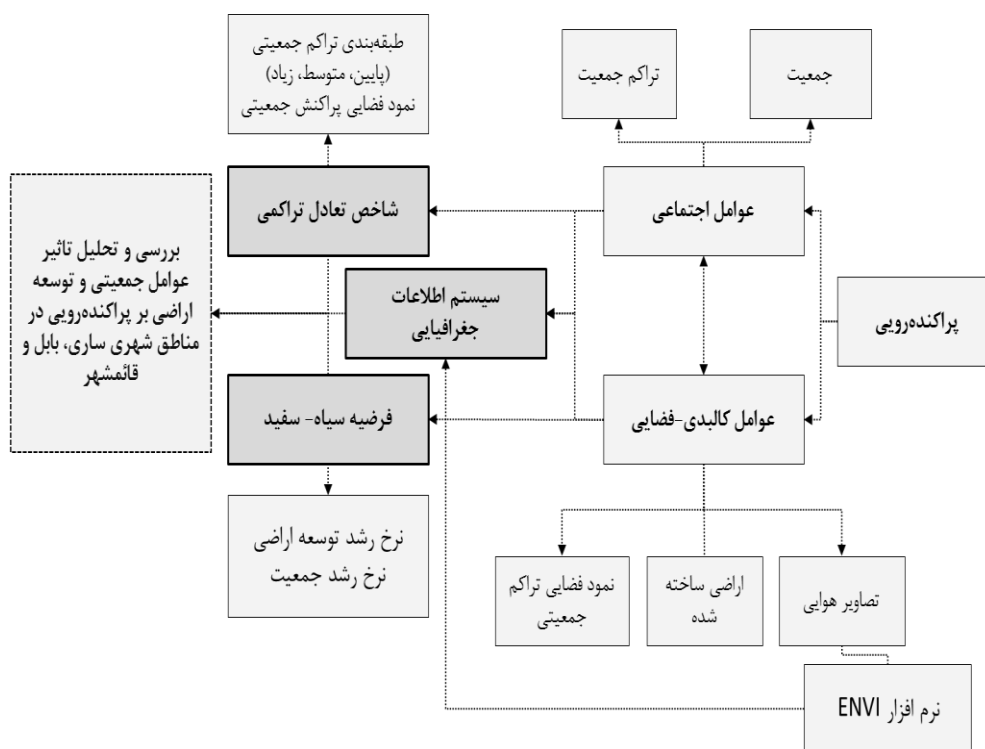 جمعیت
تراکم جمعیت
طبقه‌بندی تراکم جمعیتی
(پایین، متوسط، زیاد)
نمود فضایی پراکنش جمعیتی
عوامل اجتماعی
شاخص تعادل تراکمی
پراکنده‌رویی
سیستم اطلاعات
جغرافیایی
بررسی و تحلیل تاثیر
عوامل جمعیتی و توسعه
اراضی بر پراکنده‌رویی در
مناطق شهری ساری، بابل و
قائمشهر
عوامل کالبدی-فضایی
فرضیه سیاه- سفید
نرخ رشد توسعه اراضی
نرخ رشد جمعیت
تصاویر هوایی
اراضی ساخته
شده
نمود فضایی تراکم
جمعیتی
نرم افزار ENVI